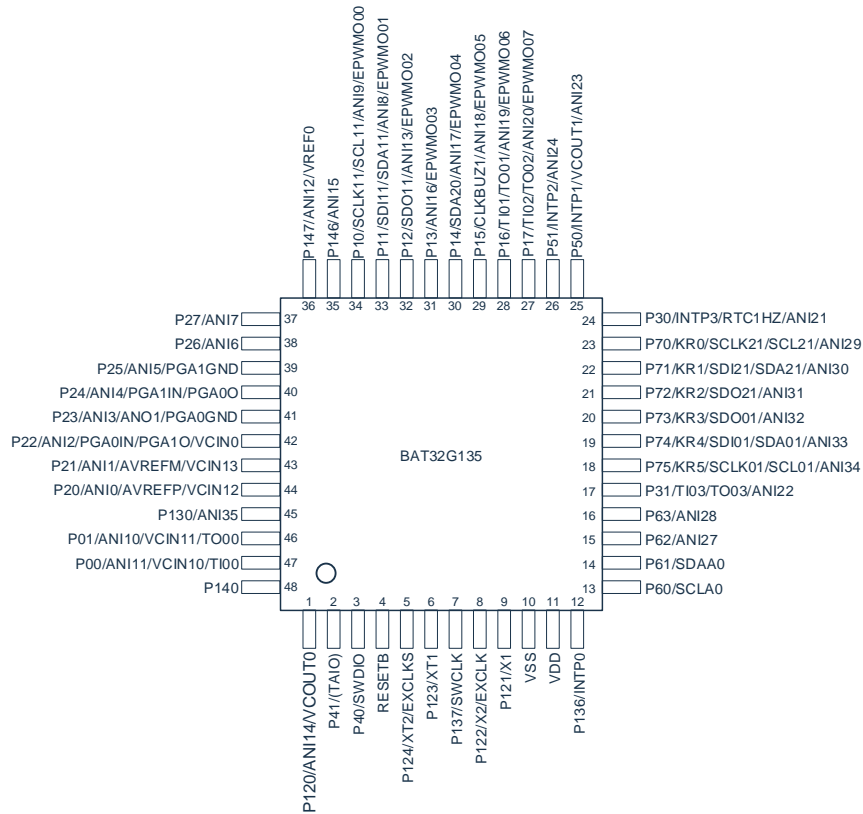 P147/ANI12/VREF0
P146/ANI15
P10/SCLK11/SCL11/ANI9/EPWMO00
P11/SDI11/SDA11/ANI8/EPWMO01
P12/SDO11/ANI13/EPWMO02
P13/ANI16/EPWMO03
P14/SDA20/ANI17/EPWMO04
P15/CLKBUZ1/ANI18/EPWMO05
P16/TI01/TO01/ANI19/EPWMO06
P17/TI02/TO02/ANI20/EPWMO07
P51/INTP2/ANI24
P50/INTP1/VCOUT1/ANI23
36 35 34 33 32 31 30 29 28 27 26 25
P27/ANI7 37
P26/ANI6 38
P25/ANI5/PGA1GND 39
P24/ANI4/PGA1IN/PGA0O 40
P23/ANI3/ANO1/PGA0GND 41
P22/ANI2/PGA0IN/PGA1O/VCIN0 42
P21/ANI1/AVREFM/VCIN13 43
P20/ANI0/AVREFP/VCIN12 44
P130/ANI35 45
P01/ANI10/VCIN11/TO00 46
P00/ANI11/VCIN10/TI00 47
P140 48
BAT32G135
24 P30/INTP3/RTC1HZ/ANI21
23 P70/KR0/SCLK21/SCL21/ANI29
22 P71/KR1/SDI21/SDA21/ANI30
21 P72/KR2/SDO21/ANI31
20 P73/KR3/SDO01/ANI32
19 P74/KR4/SDI01/SDA01/ANI33
18 P75/KR5/SCLK01/SCL01/ANI34
17 P31/TI03/TO03/ANI22
16 P63/ANI28
15 P62/ANI27
14 P61/SDAA0
13 P60/SCLA0
1 2 3 4 5 6 7 8 9 10 11 12
P120/ANI14/VCOUT0
P41/(TAIO)
P40/SWDIO
RESETB
P124/XT2/EXCLKS
P123/XT1
P137/SWCLK
P122/X2/EXCLK
P121/X1
VSS
VDD
P136/INTP0